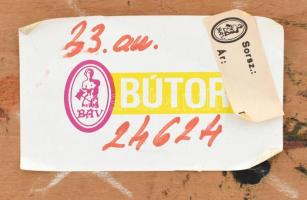 33. au.
BÁV
BÚTOR
24624
Sorsz.:
Ár: